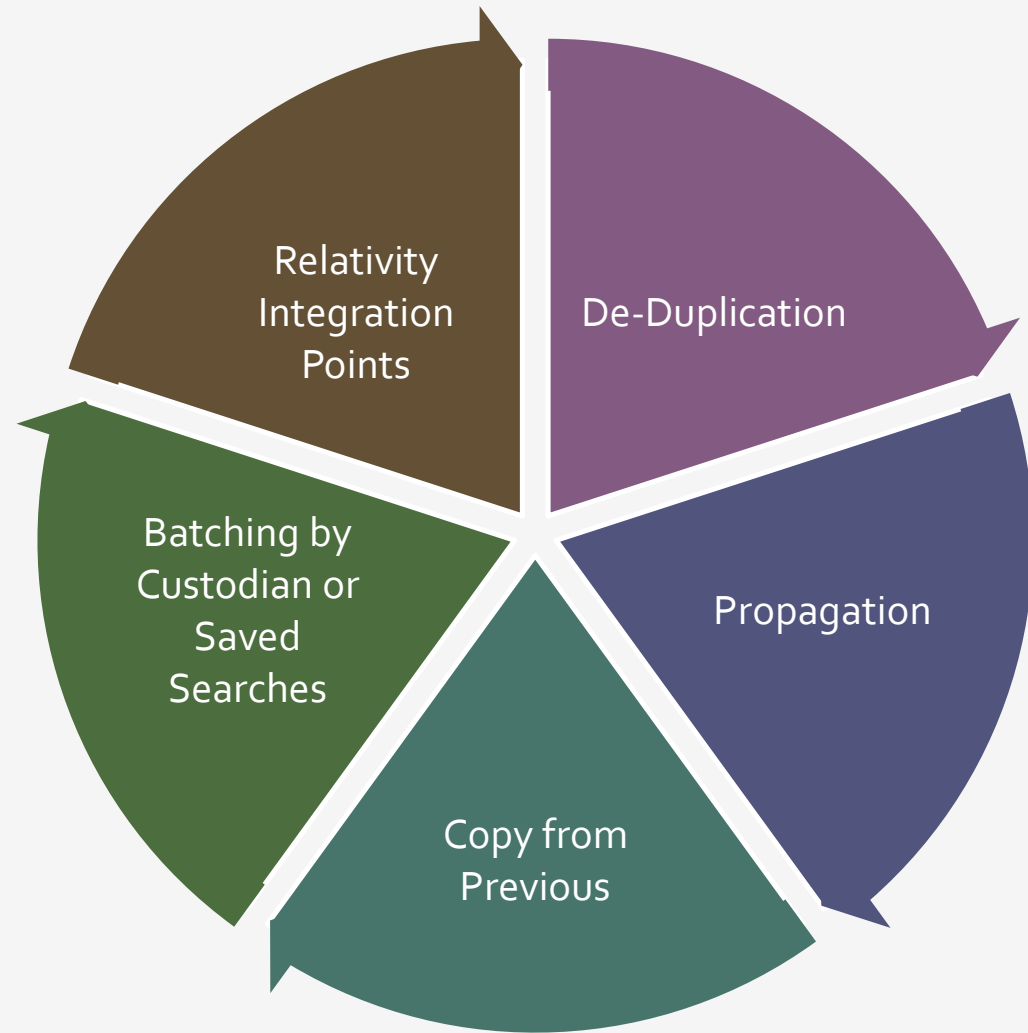 De-Duplication
Propagation
Copy from
Previous
Batching by
Custodian or
Saved
Searches
Relativity
Integration
Points